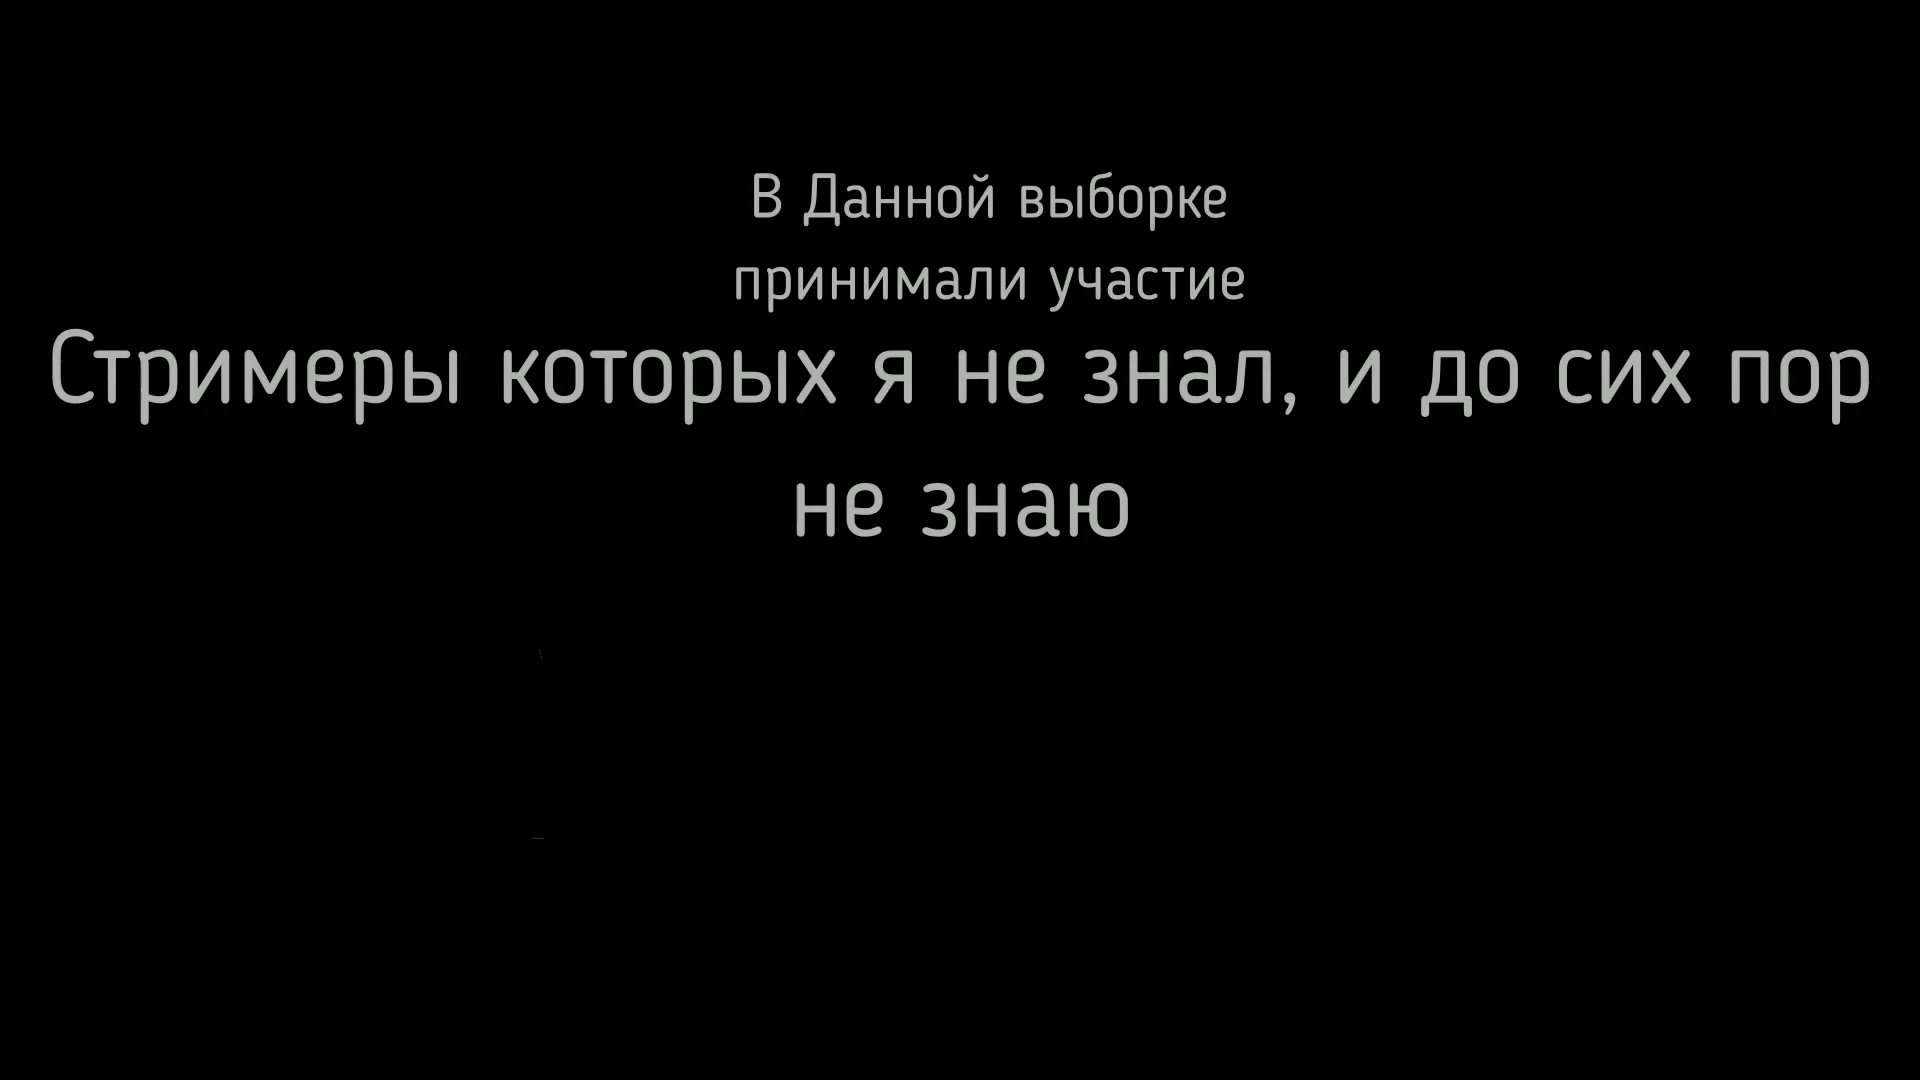 В Данной выборке
принимали участие
Стримеры которых я не знал, и до сих пор
не знаю